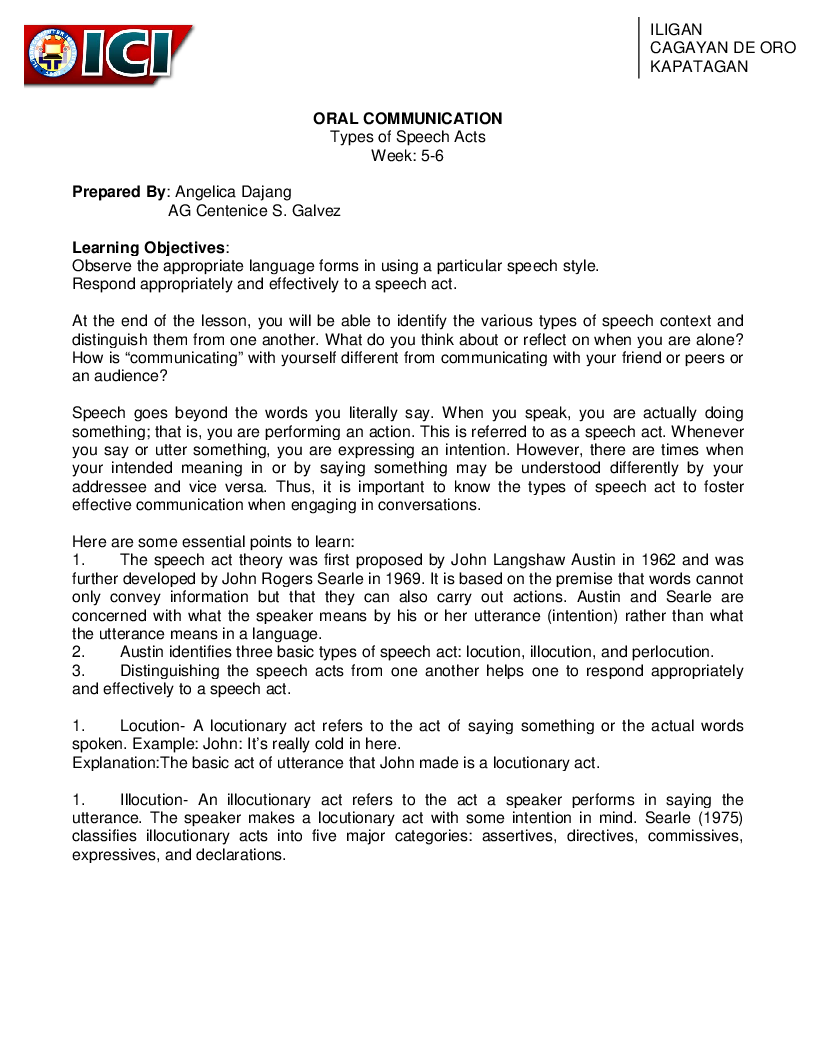 ICI
ILIGAN
CAGAYAN DE ORO
KAPATAGAN
ORAL COMMUNICATION
Types of Speech Acts
Week: 5-6
Prepared By: Angelica Dajang
AG Centenice S. Galvez
Learning Objectives:
Observe the appropriate language forms in using a particular speech style.
Respond appropriately and effectively to a speech act.
At the end of the lesson, you will be able to identify the various types of speech context and
distinguish them from one another. What do you think about or reflect on when you are alone?
How is “communicating” with yourself different from communicating with your friend or peers or
an audience?
Speech goes beyond the words you literally say. When you speak, you are actually doing
something; that is, you are performing an action. This is referred to as a speech act. Whenever
you say or utter something, you are expressing an intention. However, there are times when
your intended meaning in or by saying something may be understood differently by your
addressee and vice versa. Thus, it is important to know the types of speech act to foster
effective communication when engaging in conversations.
Here are some essential points to learn:
1. The speech act theory was first proposed by John Langshaw Austin in 1962 and was
further developed by John Rogers Searle in 1969. It is based on the premise that words cannot
only convey information but that they can also carry out actions. Austin and Searle are
concerned with what the speaker means by his or her utterance (intention) rather than what
the utterance means in a language.
2. Austin identifies three basic types of speech act: locution, illocution, and perlocution.
3. Distinguishing the speech acts from one another helps one to respond appropriately
and effectively to a speech act.
1. Locution- A locutionary act refers to the act of saying something or the actual words
spoken. Example: John: It’s really cold in here.
Explanation:The basic act of utterance that John made is a locutionary act.
1. Illocution- An illocutionary act refers to the act a speaker performs in saying the
utterance. The speaker makes a locutionary act with some intention in mind. Searle (1975)
classifies illocutionary acts into five major categories: assertives, directives, commissives,
expressives, and declarations.